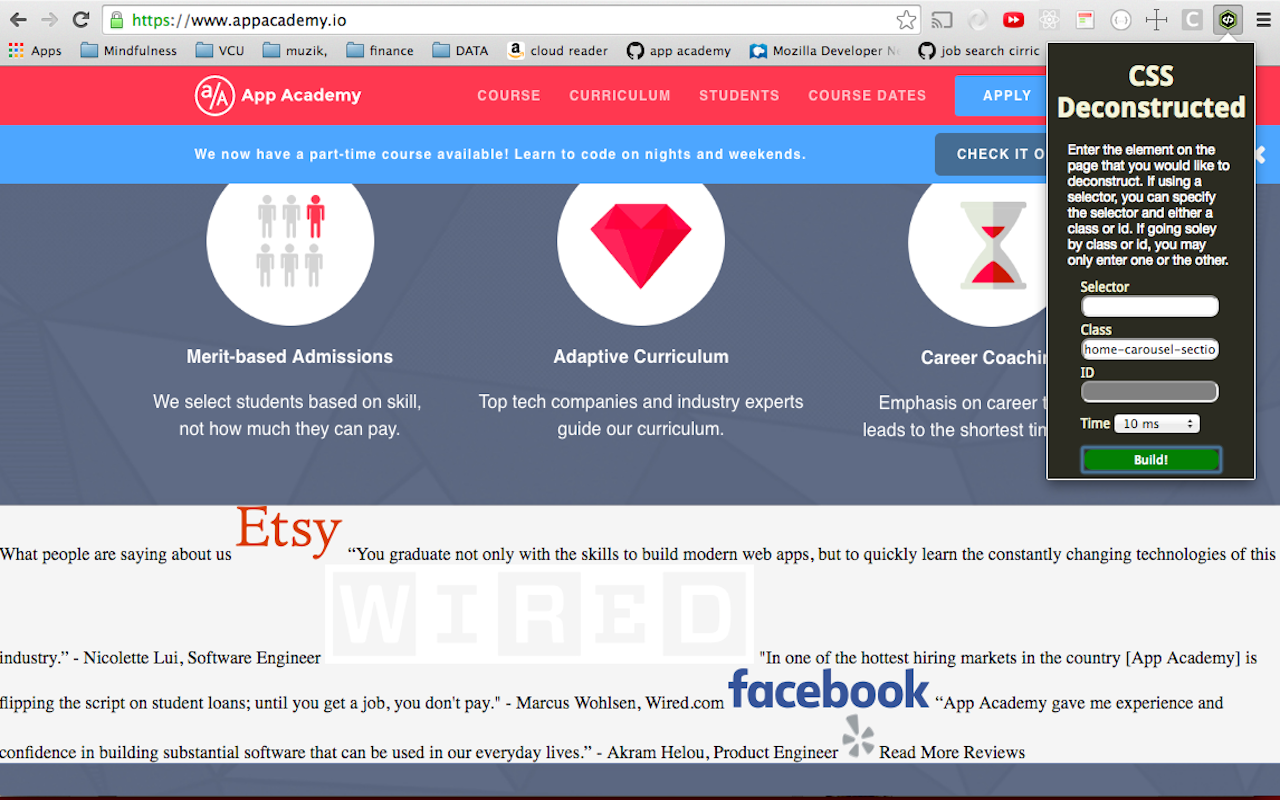 https://www.appacademy.io
Apps Mindfulness VCU muzik, finance DATA cloud reader app academy Mozilla Developer job search cirric
a/A App Academy COURSE CURRICULUM STUDENTS COURSE DATES APPLY
We now have a part-time course available! Learn to code on nights and weekends. CHECK IT O
Merit-based Admissions
We select students based on skill,
not how much they can pay.
Adaptive Curriculum
Top tech companies and industry experts
guide our curriculum.
Career Coachin
Emphasis on career t
leads to the shortest tim
CSS
Deconstructed
Enter the element on the
page that you would like to
deconstruct. If using a
selector, you can specify
the selector and either a
class or id. If going soley
by class or id, you may
only enter one or the other.
Selector
Class
home-carousel-sectio
ID
Time 10 ms
Build!
What people are saying about us Etsy “You graduate not only with the skills to build modern web apps, but to quickly learn the constantly changing technologies of this
industry.” - Nicolette Lui, Software Engineer WIRED "In one of the hottest hiring markets in the country [App Academy] is
flipping the script on student loans; until you get a job, you don't pay." - Marcus Wohlsen, Wired.com facebook “App Academy gave me experience and
confidence in building substantial software that can be used in our everyday lives.” - Akram Helou, Product Engineer Read More Reviews